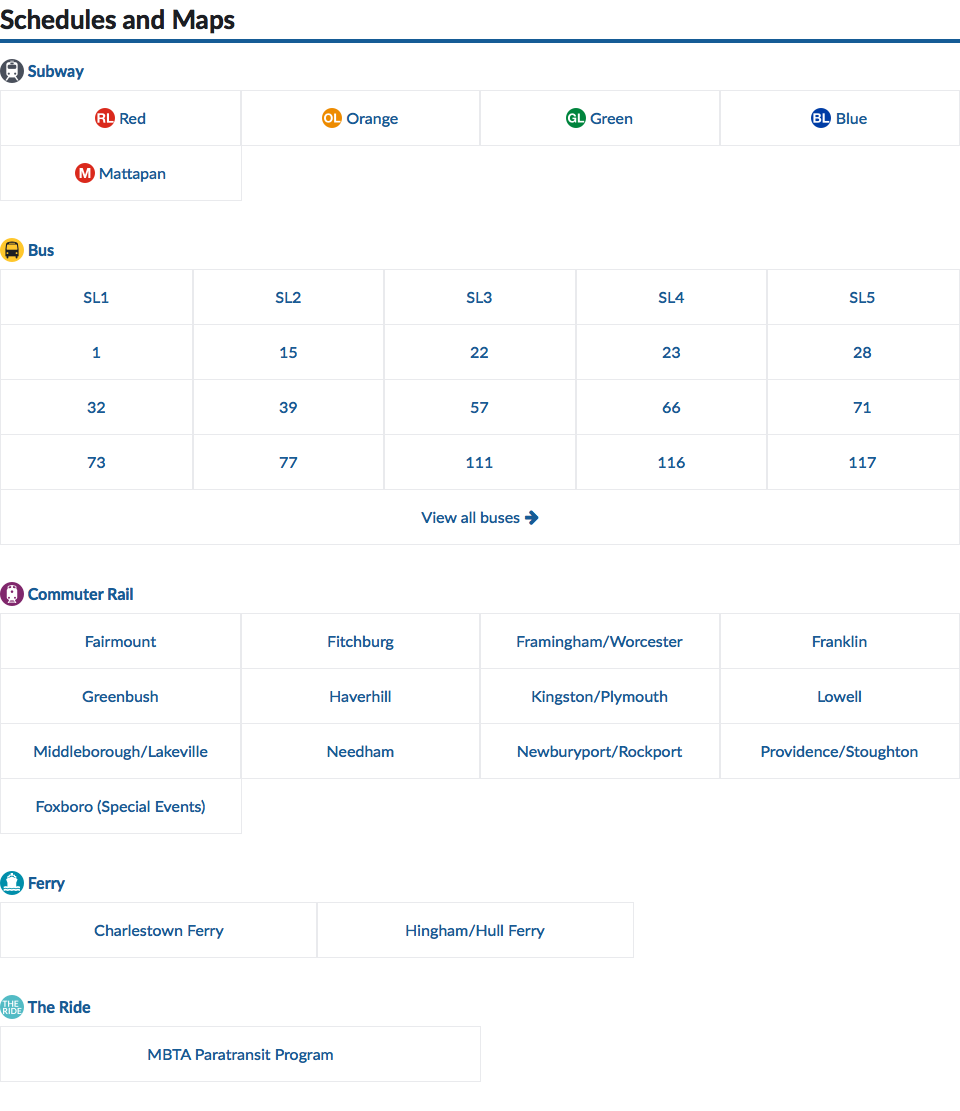 Schedules and Maps
Subway
RL Red OL Orange GL Green BL Blue
M Mattapan
Bus
SL1 SL2 SL3 SL4 SL5
1 15 22 23 28
32 39 57 66 71
73 77 111 116 117
View all buses
Commuter Rail
Fairmount Fitchburg Framingham/Worcester Franklin
Greenbush Haverhill Kingston/Plymouth Lowell
Middleborough/Lakeville Needham Newburyport/Rockport Providence/Stoughton
Foxboro (Special Events)
Ferry
Charlestown Ferry Hingham/Hull Ferry
THE RIDE The Ride
MBTA Paratransit Program